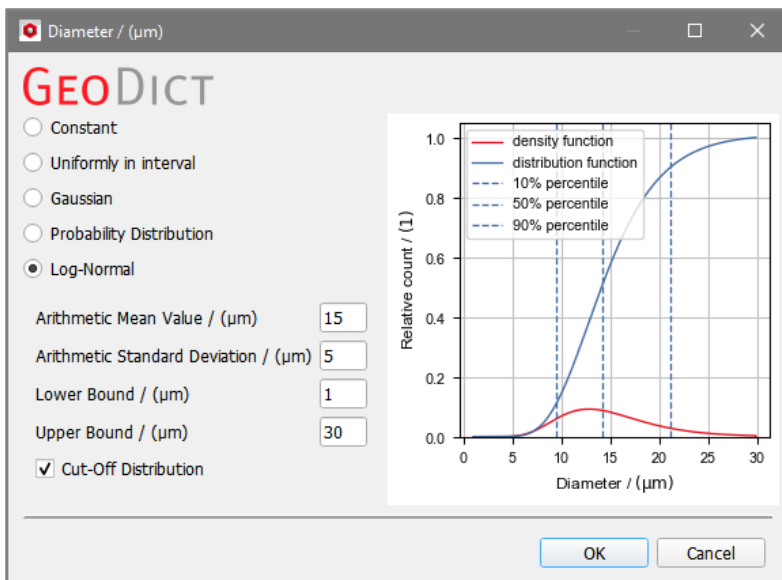 Diameter / (µm)
GEODICT
Constant
Uniformly in interval
Gaussian
Probability Distribution
Log-Normal
Arithmetic Mean Value / (µm) 15
Arithmetic Standard Deviation / (µm) 5
Lower Bound / (µm) 1
Upper Bound / (µm) 30
Cut-Off Distribution
Relative count / (1)
1.0
0.8
0.6
0.4
0.2
0.0
density function
distribution function
10% percentile
50% percentile
90% percentile
0 5 10 15 20 25 30
Diameter / (µm)
OK Cancel